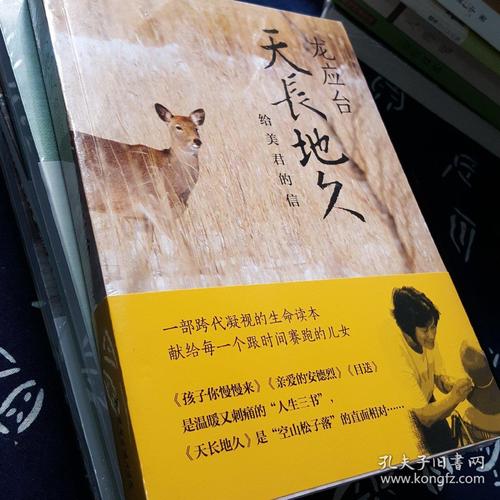 龙应台
天長地久
给美君的信
一部跨代凝视的生命读本
献给每一个跟时间赛跑的儿女
《孩子你慢慢来》《亲爱的安德烈》《目送》
是温暖又刺痛的“人生三书”，
《天长地久》是“空山松子落”的直面相对……
孔夫子旧书网
www.kongfz.com